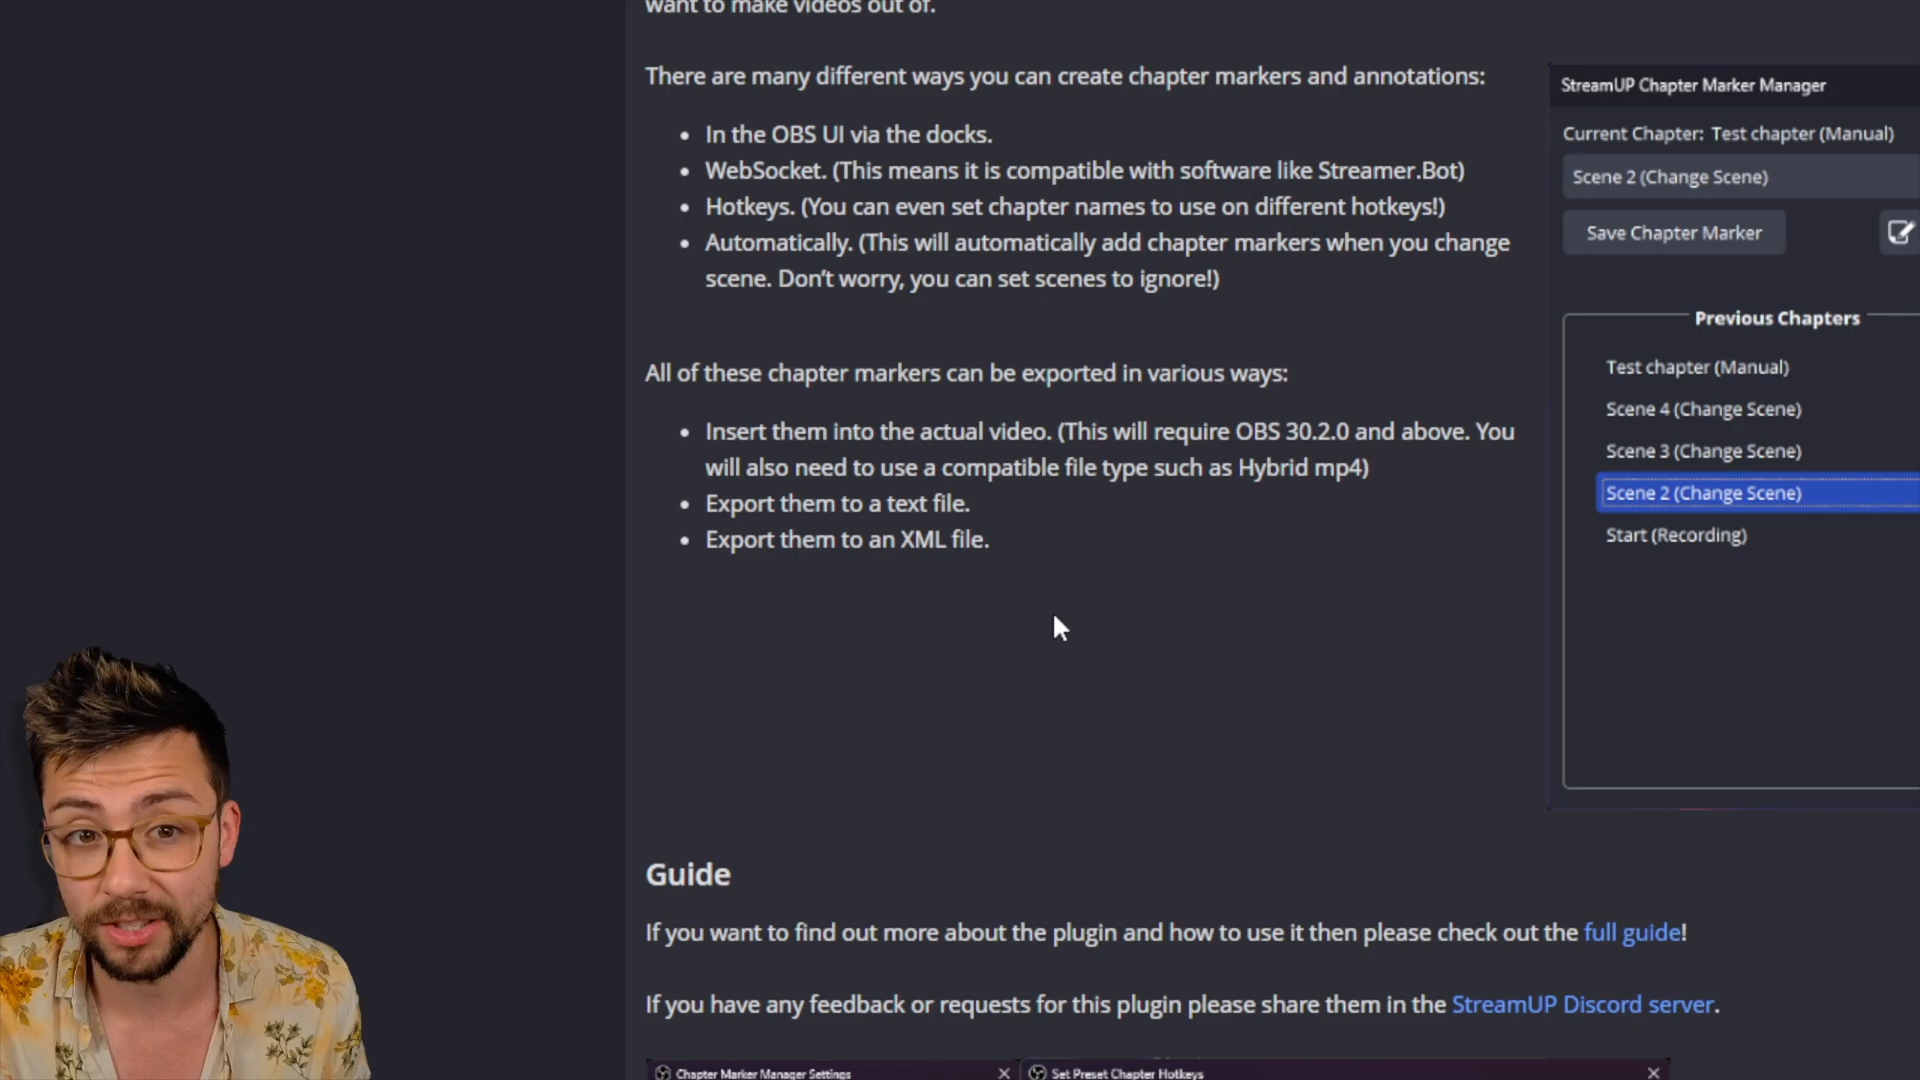 want to make videos out of.
There are many different ways you can create chapter markers and annotations:
In the OBS UI via the docks.
WebSocket. (This means it is compatible with software like Streamer.Bot)
Hotkeys. (You can even set chapter names to use on different hotkeys!)
Automatically. (This will automatically add chapter markers when you change
scene. Don't worry, you can set scenes to ignore!)
All of these chapter markers can be exported in various ways:
Insert them into the actual video. (This will require OBS 30.2.0 and above. You
will also need to use a compatible file type such as Hybrid mp4)
Export them to a text file.
Export them to an XML file.
StreamUP Chapter Marker Manager
Current Chapter: Test chapter (Manual)
Scene 2 (Change Scene)
Save Chapter Marker
Previous Chapters
Test chapter (Manual)
Scene 4 (Change Scene)
Scene 3 (Change Scene)
Scene 2 (Change Scene)
Start (Recording)
Guide
If you want to find out more about the plugin and how to use it then please check out the full guide!
If you have any feedback or requests for this plugin please share them in the StreamUP Discord server.
Chapter Marker Manager Settings
Set Preset Chapter Hotkeys